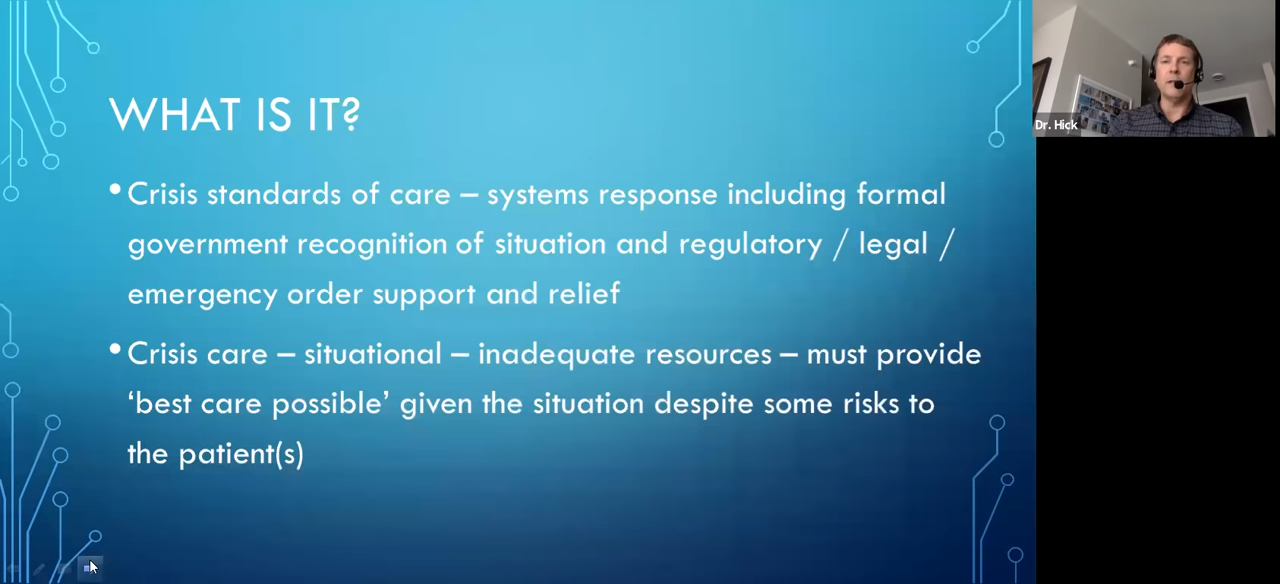 WHAT IS IT?
• Crisis standards of care – systems response including formal
government recognition of situation and regulatory / legal /
emergency order support and relief
• Crisis care – situational – inadequate resources – must provide
‘best care possible’ given the situation despite some risks to
the patient(s)
Dr. Hick